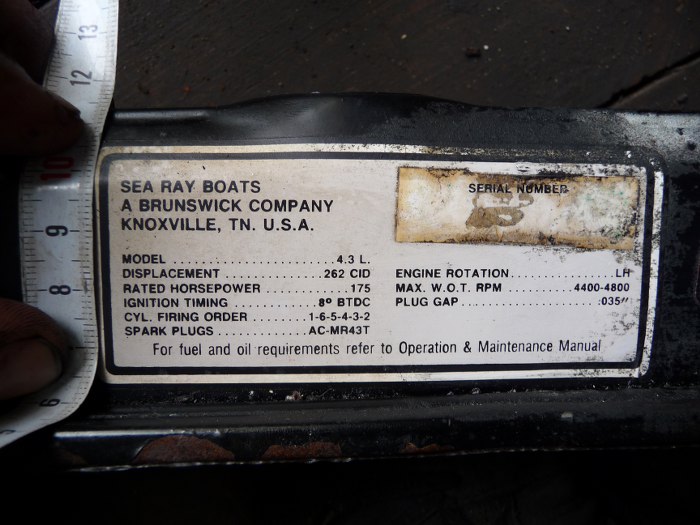 13
12
10
9
8
6
5
SEA RAY BOATS
A BRUNSWICK COMPANY
KNOXVILLE, TN. U.S.A.
SERIAL NUMBER
MODEL .................... 4.3 L.
DISPLACEMENT ............. 262 CID
RATED HORSEPOWER ........... 175
IGNITION TIMING ......... 8º BTDC
CYL. FIRING ORDER ....... 1-6-5-4-3-2
SPARK PLUGS ............ AC-MR43T
ENGINE ROTATION ............... LH
MAX. W.O.T. RPM ......... 4400-4800
PLUG GAP .................. .035"
For fuel and oil requirements refer to Operation & Maintenance Manual